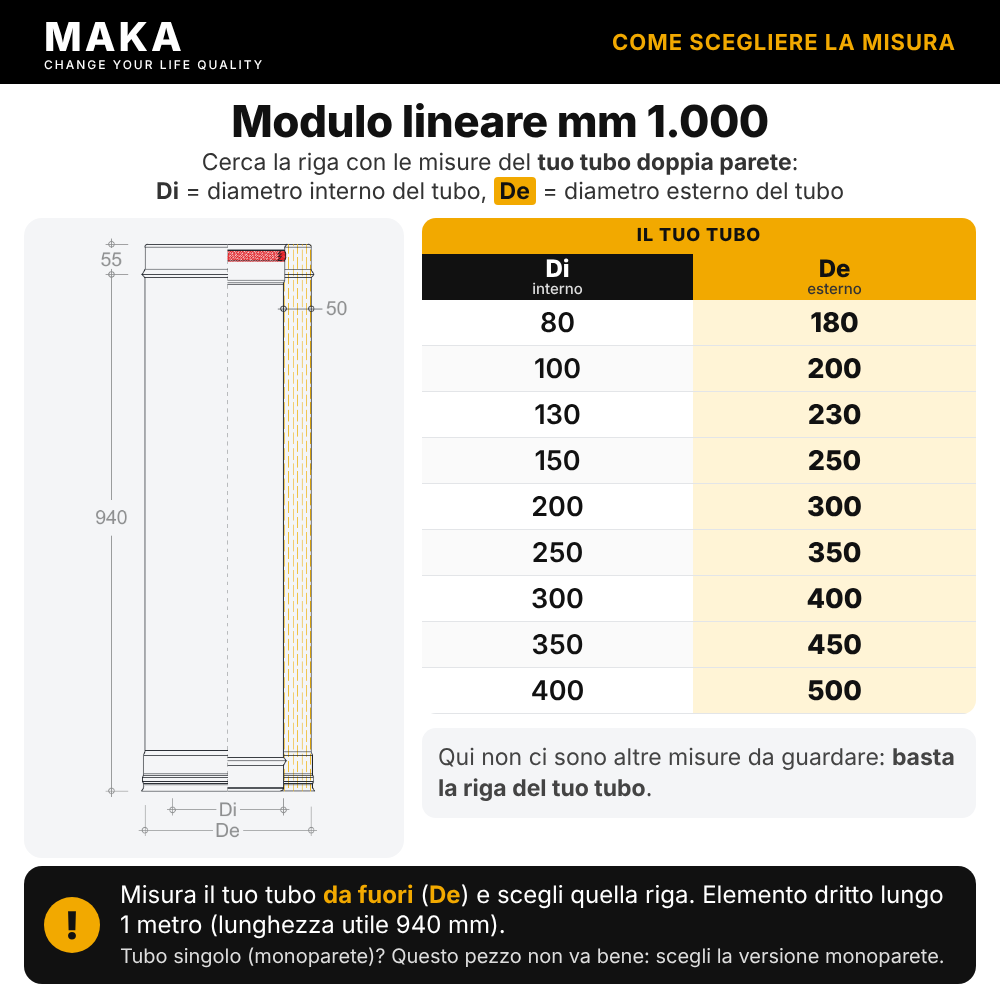 MAKA
CHANGE YOUR LIFE QUALITY
COME SCEGLIERE LA MISURA
Modulo lineare mm 1.000
Cerca la riga con le misure del tuo tubo doppia parete:
Di = diametro interno del tubo, De = diametro esterno del tubo
55
50
940
Di
De
IL TUO TUBO
Di De
interno esterno
80 180
100 200
130 230
150 250
200 300
250 350
300 400
350 450
400 500
Qui non ci sono altre misure da guardare: basta
la riga del tuo tubo.
!
Misura il tuo tubo da fuori (De) e scegli quella riga. Elemento dritto lungo
1 metro (lunghezza utile 940 mm).
Tubo singolo (monoparete)? Questo pezzo non va bene: scegli la versione monoparete.